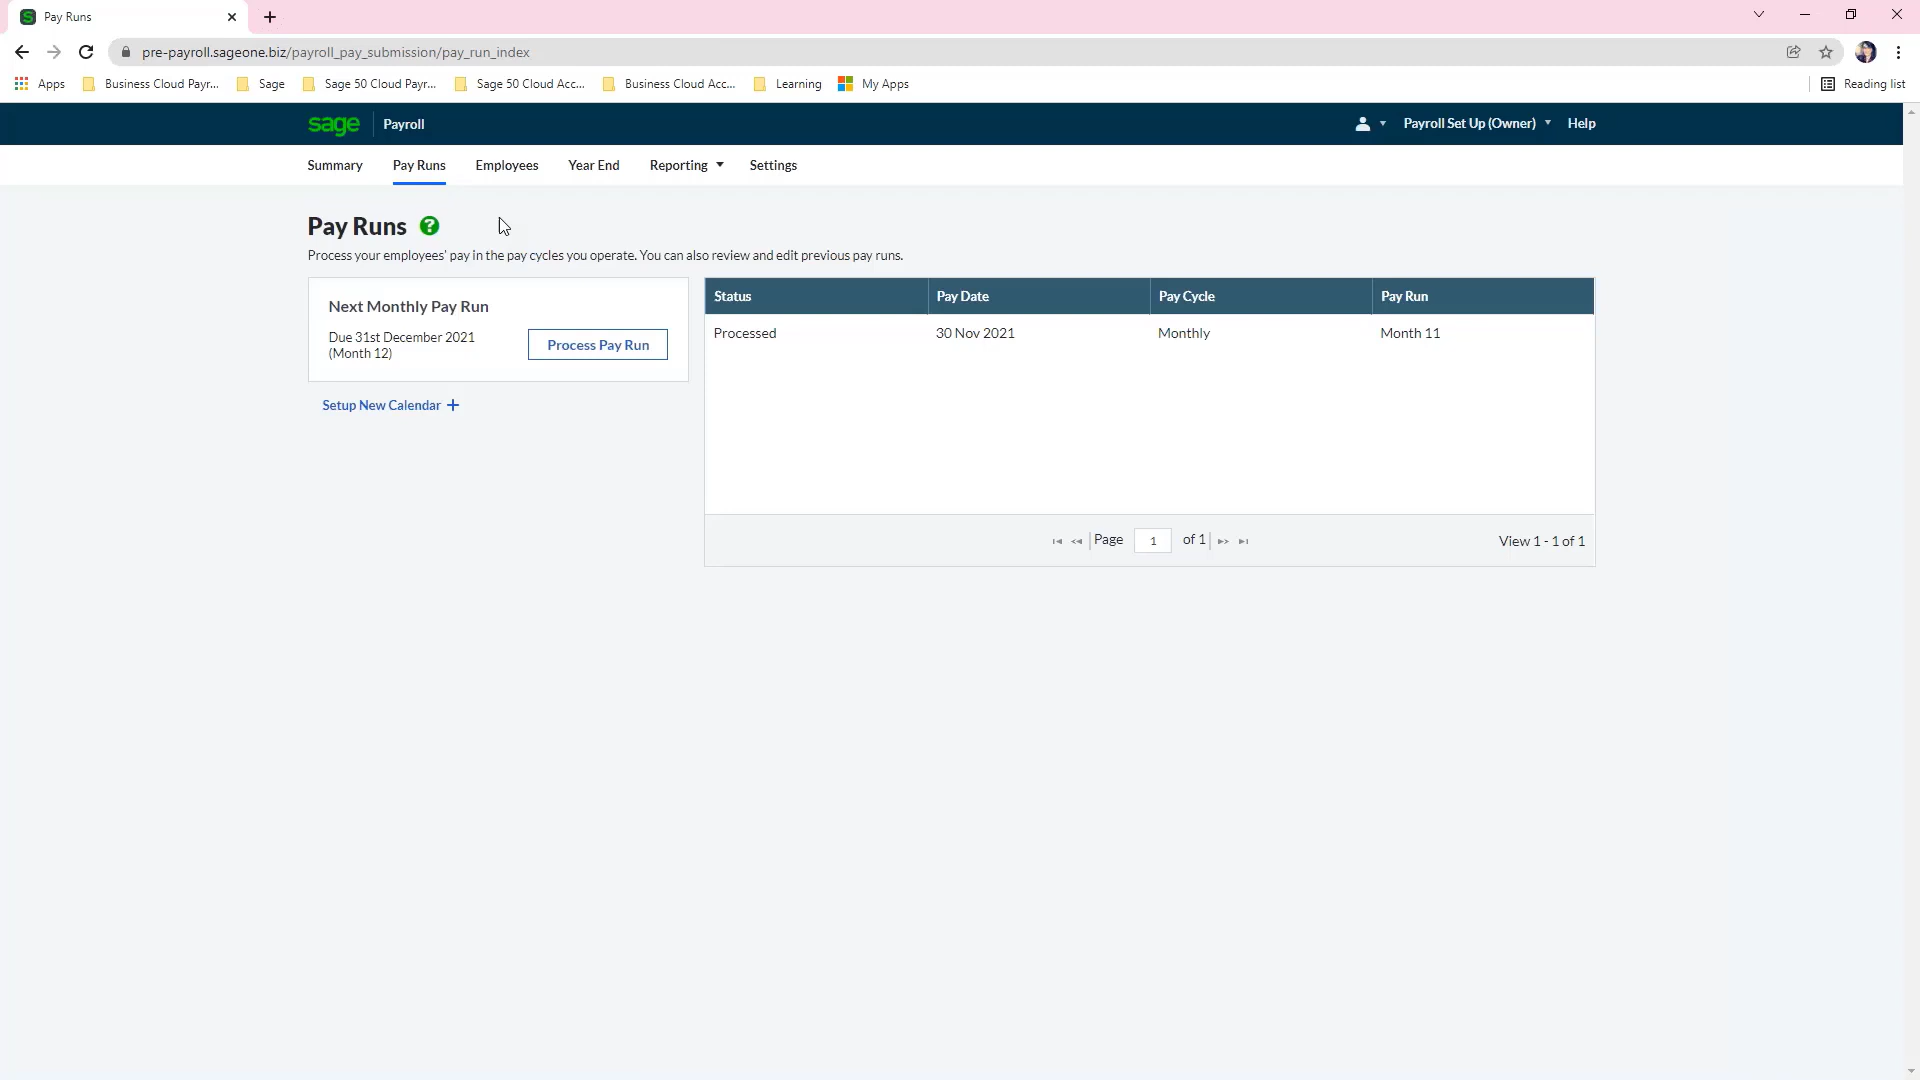 Pay Runs
pre-payroll.sageone.biz/payroll_pay_submission/pay_run_index
Apps Business Cloud Payr... Sage Sage 50 Cloud Payr... Sage 50 Cloud Acc... Business Cloud Acc... Learning My Apps Reading list
sage Payroll Payroll Set Up (Owner) Help
Summary Pay Runs Employees Year End Reporting Settings
Pay Runs ?
Process your employees' pay in the pay cycles you operate. You can also review and edit previous pay runs.
Next Monthly Pay Run
Due 31st December 2021
(Month 12)
Process Pay Run
Setup New Calendar +
Status Pay Date Pay Cycle Pay Run
Processed 30 Nov 2021 Monthly Month 11
Page 1 of 1 View 1 - 1 of 1